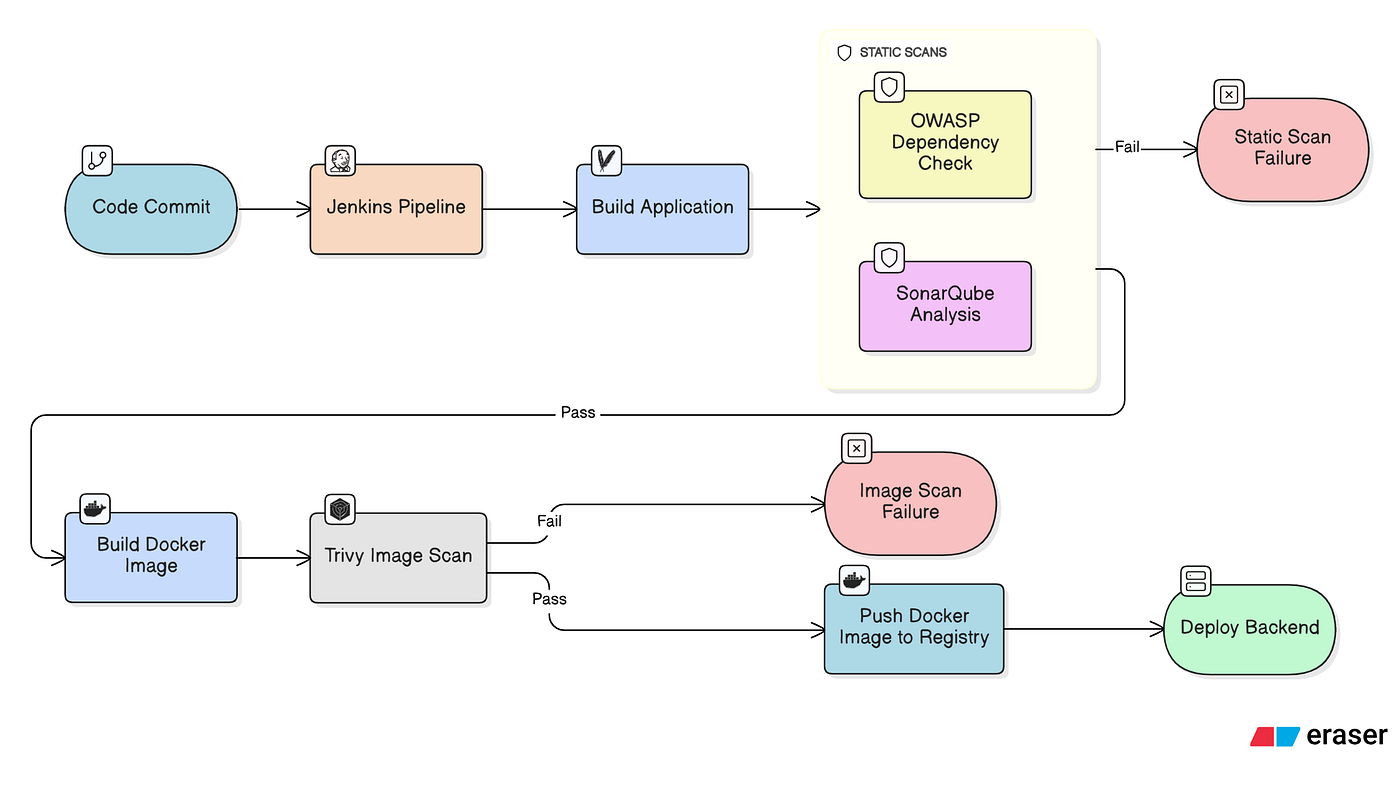 STATIC SCANS
OWASP
Dependency
Check
Fail
Static Scan
Failure
Code Commit
Jenkins Pipeline
Build Application
SonarQube
Analysis
Pass
Image Scan
Failure
Fail
Build Docker
Image
Trivy Image Scan
Pass
Push Docker
Image to Registry
Deploy Backend
eraser